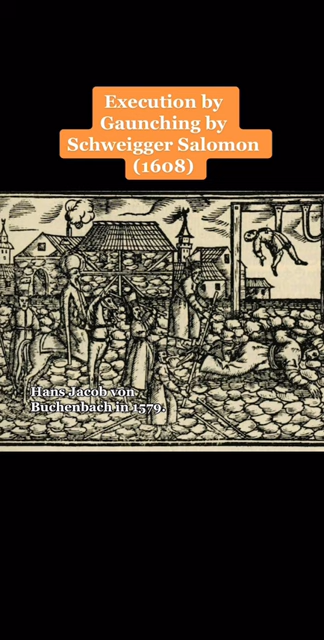 Execution by
Gaunching by
Schweigger Salomon
(1608)
Hans Jacob von
Buchenbach in 1579.